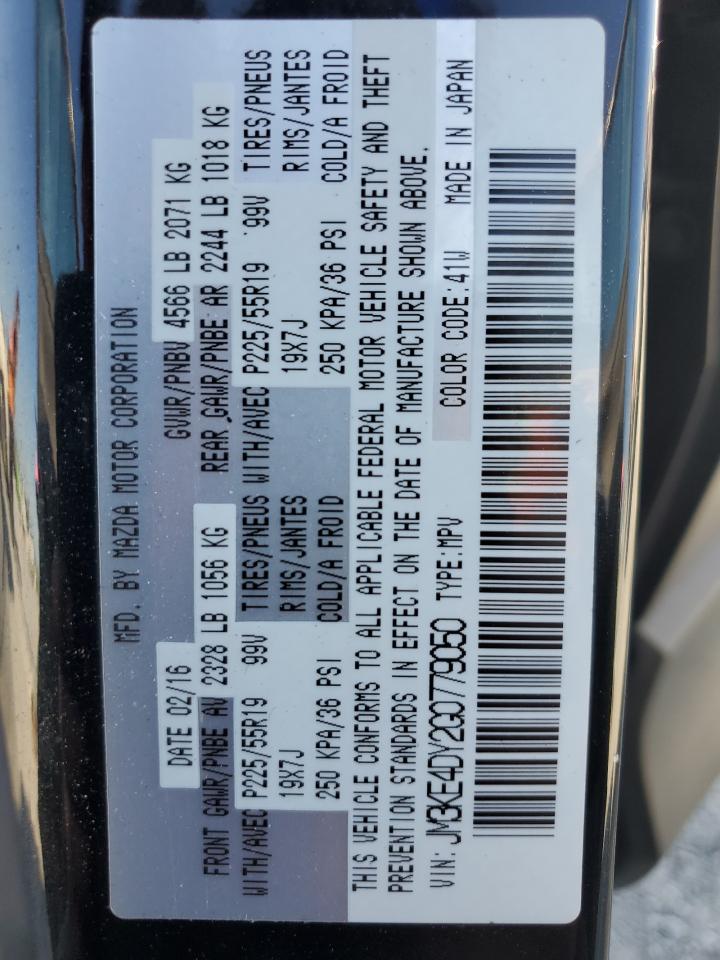 MFD. BY MAZDA MOTOR CORPORATION
DATE 02/16 GVWR/PNBV 4566 LB 2071 KG
FRONT GAWR/PNBE AV 2328 LB 1056 KG REAR GAWR/PNBE AR 2244 LB 1018 KG
WITH/AVEC P225/55R19 99V TIRES/PNEUS WITH/AVEC P225/55R19 99V TIRES/PNEUS
19X7J RIMS/JANTES 19X7J RIMS/JANTES
250 KPA/36 PSI COLD/A FROID 250 KPA/36 PSI COLD/A FROID
THIS VEHICLE CONFORMS TO ALL APPLICABLE FEDERAL MOTOR VEHICLE SAFETY AND THEFT
PREVENTION STANDARDS IN EFFECT ON THE DATE OF MANUFACTURE SHOWN ABOVE.
VIN: JM3KE4DY2G0779050 TYPE:MPV COLOR CODE:41W MADE IN JAPAN